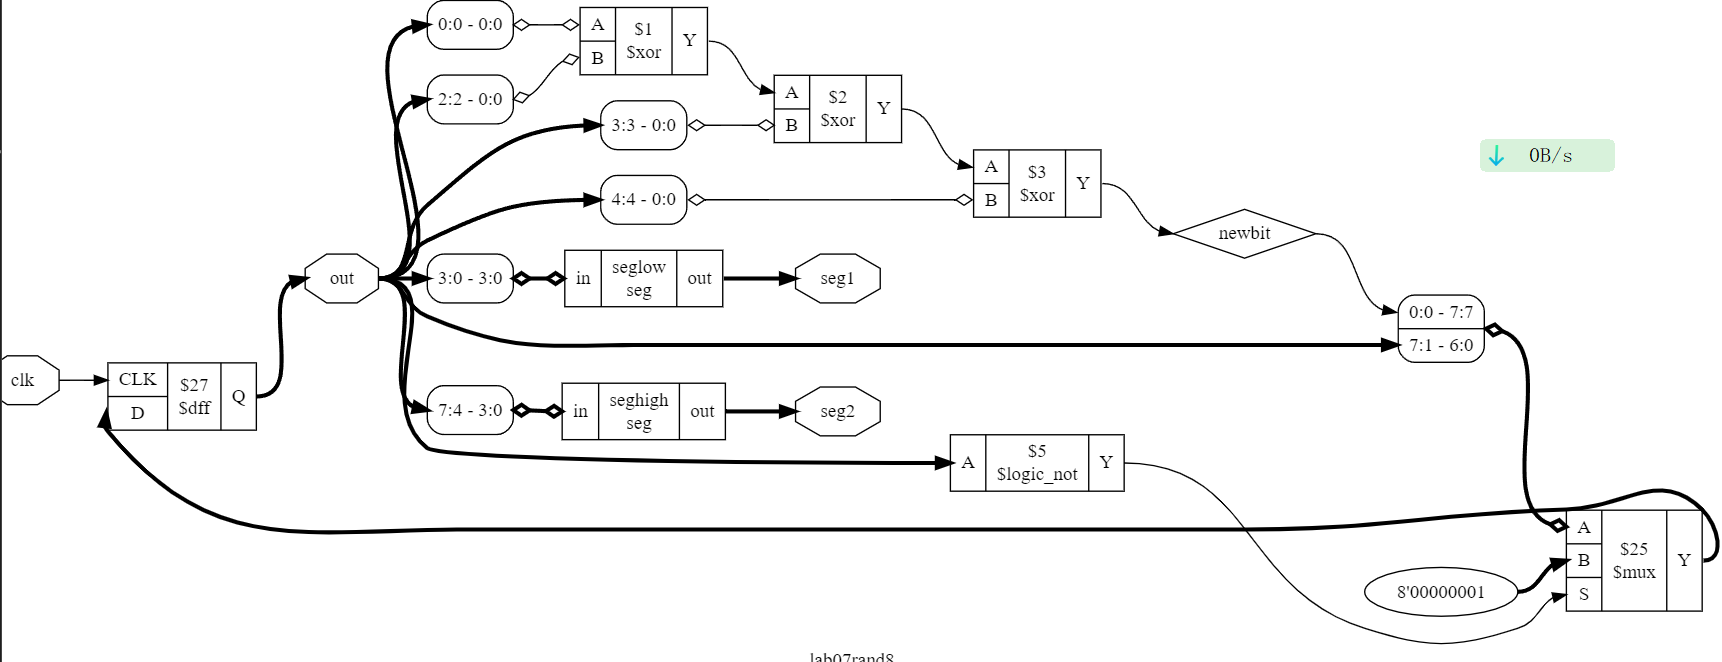 0:0 - 0:0
A
B
$1
$xor
Y
2:2 - 0:0
A
B
$2
$xor
Y
3:3 - 0:0
A
B
$3
$xor
Y
4:4 - 0:0
0B/s
newbit
out
3:0 - 3:0
in
seglow
seg
out
seg1
0:0 - 7:7
7:1 - 6:0
clk
CLK
D
$27
$dff
Q
7:4 - 3:0
in
seghigh
seg
out
seg2
A
$5
$logic_not
Y
8'00000001
A
B
S
$25
$mux
Y
lab07rand8